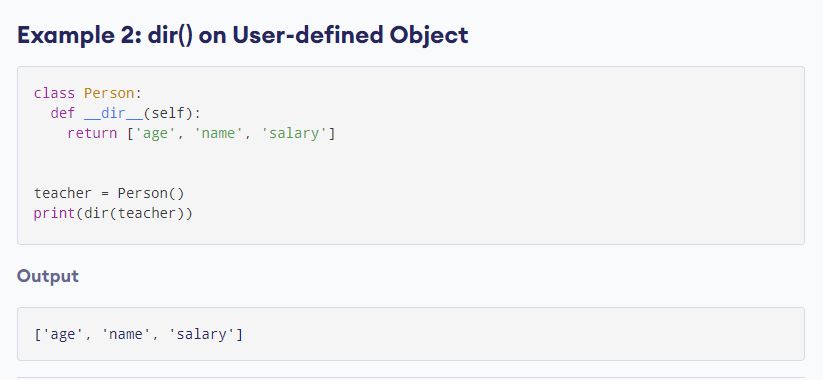 Example 2: dir() on User-defined Object
class Person:
  def __dir__(self):
    return ['age', 'name', 'salary']
teacher = Person()
print(dir(teacher))
Output
['age', 'name', 'salary']